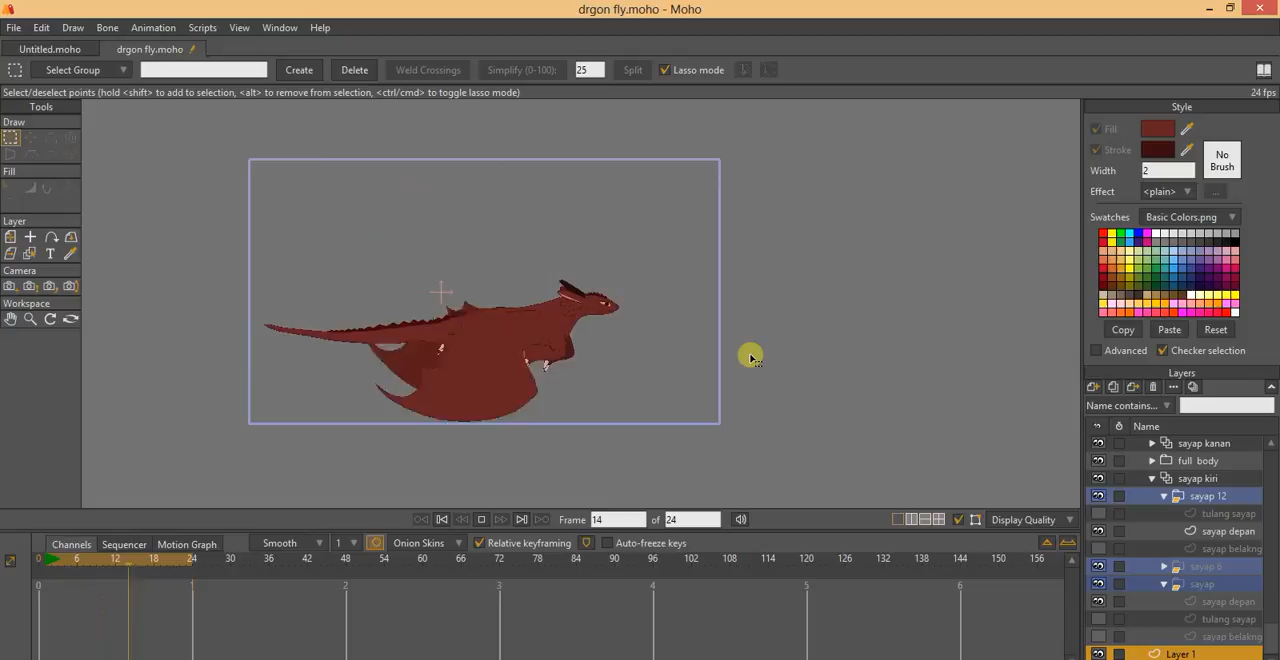 drgon fly.moho - Moho
File Edit Draw Bone Animation Scripts View Window Help
Untitled.moho drgon fly.moho
Select Group Create Delete Weld Crossings Simplify (0-100): 25 Split Lasso mode
Select/deselect points (hold <shift> to add to selection, <alt> to remove from selection, <ctrl/cmd> to toggle lasso mode) 24 fps
Tools Style
Draw
Fill
Stroke
No Brush
Width 2
Effect <plain> ...
Fill
Swatches Basic Colors.png
Layer
T
Camera
Workspace
Copy Paste Reset
Advanced Checker selection
Layers
Name contains...
Name
sayap kanan
full body
sayap kiri
sayap 12
tulang sayap
sayap depan
sayap belakng
sayap 6
sayap
sayap depan
tulang sayap
sayap belakng
Layer 1
Frame 14 of 24 Display Quality
Channels Sequencer Motion Graph Smooth 1 Onion Skins Relative keyframing Auto-freeze keys
0 6 12 18 24 30 36 42 48 54 60 66 72 78 84 90 96 102 108 114 120 126 132 138 144 150 156
0 2 3 4 5 6